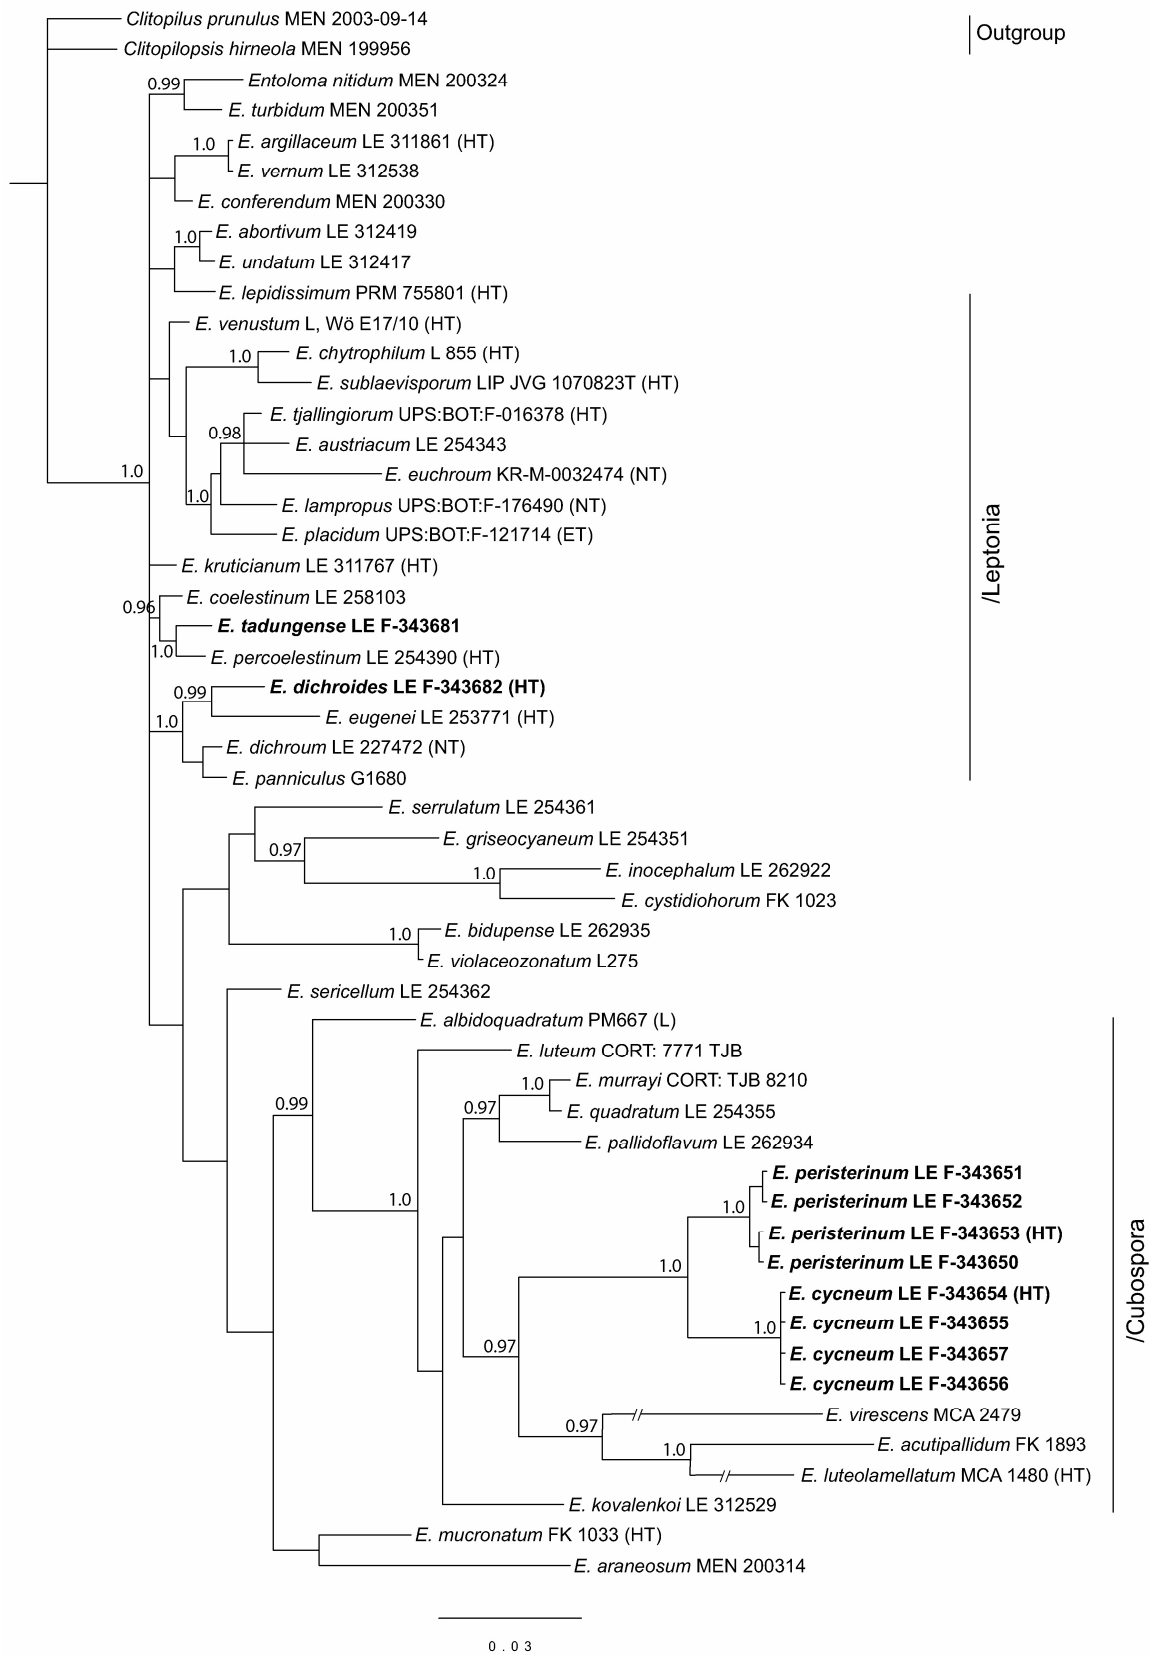 Clitopilus prunulus MEN 2003-09-14
Clitopilopsis hirneola MEN 199956
Outgroup
0.99
Entoloma nitidum MEN 200324
E. turbidum MEN 200351
1.0
E. argillaceum LE 311861 (HT)
E. vernum LE 312538
E. conferendum MEN 200330
1.0
E. abortivum LE 312419
E. undatum LE 312417
E. lepidissimum PRM 755801 (HT)
E. venustum L, Wö E17/10 (HT)
1.0
E. chytrophilum L 855 (HT)
E. sublaevisporum LIP JVG 1070823T (HT)
E. tjallingiorum UPS:BOT:F-016378 (HT)
0.98
E. austriacum LE 254343
E. euchroum KR-M-0032474 (NT)
1.0
1.0
E. lampropus UPS:BOT:F-176490 (NT)
E. placidum UPS:BOT:F-121714 (ET)
/Leptonia
E. kruticianum LE 311767 (HT)
0.96
E. coelestinum LE 258103
E. tadungense LE F-343681
1.0
E. percoelestinum LE 254390 (HT)
0.99
E. dichroides LE F-343682 (HT)
1.0
E. eugenei LE 253771 (HT)
E. dichroum LE 227472 (NT)
E. panniculus G1680
E. serrulatum LE 254361
0.97
E. griseocyaneum LE 254351
1.0
E. inocephalum LE 262922
E. cystidiohorum FK 1023
1.0
E. bidupense LE 262935
E. violaceozonatum L275
E. sericellum LE 254362
E. albidoquadratum PM667 (L)
E. luteum CORT: 7771 TJB
1.0
E. murrayi CORT: TJB 8210
0.99
0.97
E. quadratum LE 254355
E. pallidoflavum LE 262934
E. peristerinum LE F-343651
1.0
1.0
E. peristerinum LE F-343652
E. peristerinum LE F-343653 (HT)
1.0
E. peristerinum LE F-343650
E. cycneum LE F-343654 (HT)
1.0
E. cycneum LE F-343655
0.97
E. cycneum LE F-343657
E. cycneum LE F-343656
/Cubospora
0.97
E. virescens MCA 2479
1.0
E. acutipallidum FK 1893
E. luteolamellatum MCA 1480 (HT)
E. kovalenkoi LE 312529
E. mucronatum FK 1033 (HT)
E. araneosum MEN 200314
0.03